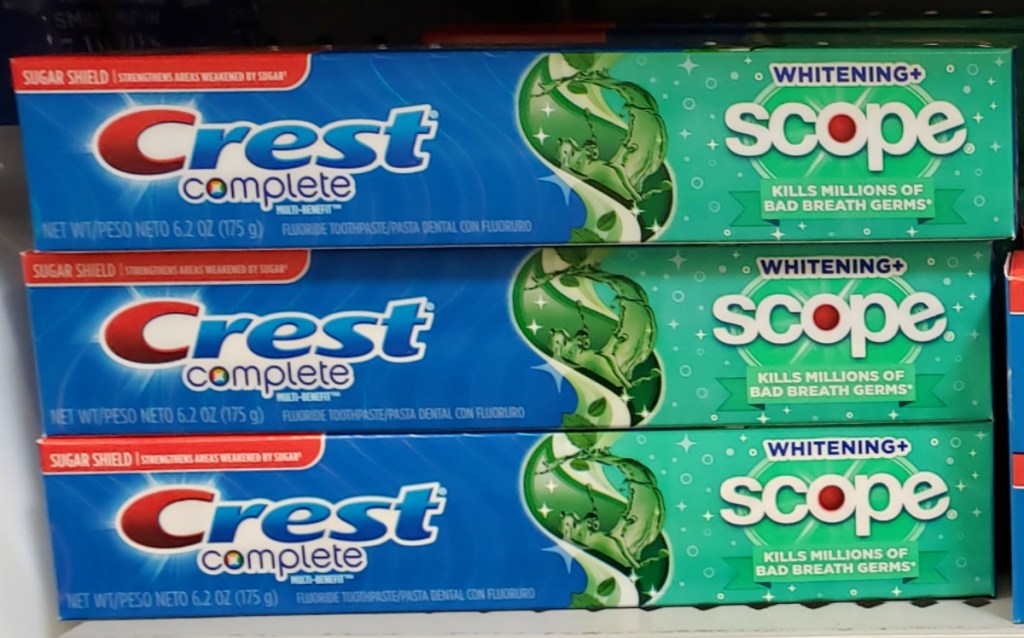 SUGAR SHIELD | STRENGTHENS AREAS WEAKENED BY SUGAR†
Crest
complete
MULTI-BENEFIT™
NET WT/PESO NETO 6.2 OZ (175 g) FLUORIDE TOOTHPASTE/PASTA DENTAL CON FLUORURO
WHITENING+
scope®
KILLS MILLIONS OF
BAD BREATH GERMS*
SUGAR SHIELD | STRENGTHENS AREAS WEAKENED BY SUGAR†
Crest
complete
MULTI-BENEFIT™
NET WT/PESO NETO 6.2 OZ (175 g) FLUORIDE TOOTHPASTE/PASTA DENTAL CON FLUORURO
WHITENING+
scope®
KILLS MILLIONS OF
BAD BREATH GERMS*
SUGAR SHIELD | STRENGTHENS AREAS WEAKENED BY SUGAR†
Crest
complete
MULTI-BENEFIT™
NET WT/PESO NETO 6.2 OZ (175 g) FLUORIDE TOOTHPASTE/PASTA DENTAL CON FLUORURO
WHITENING+
scope®
KILLS MILLIONS OF
BAD BREATH GERMS*